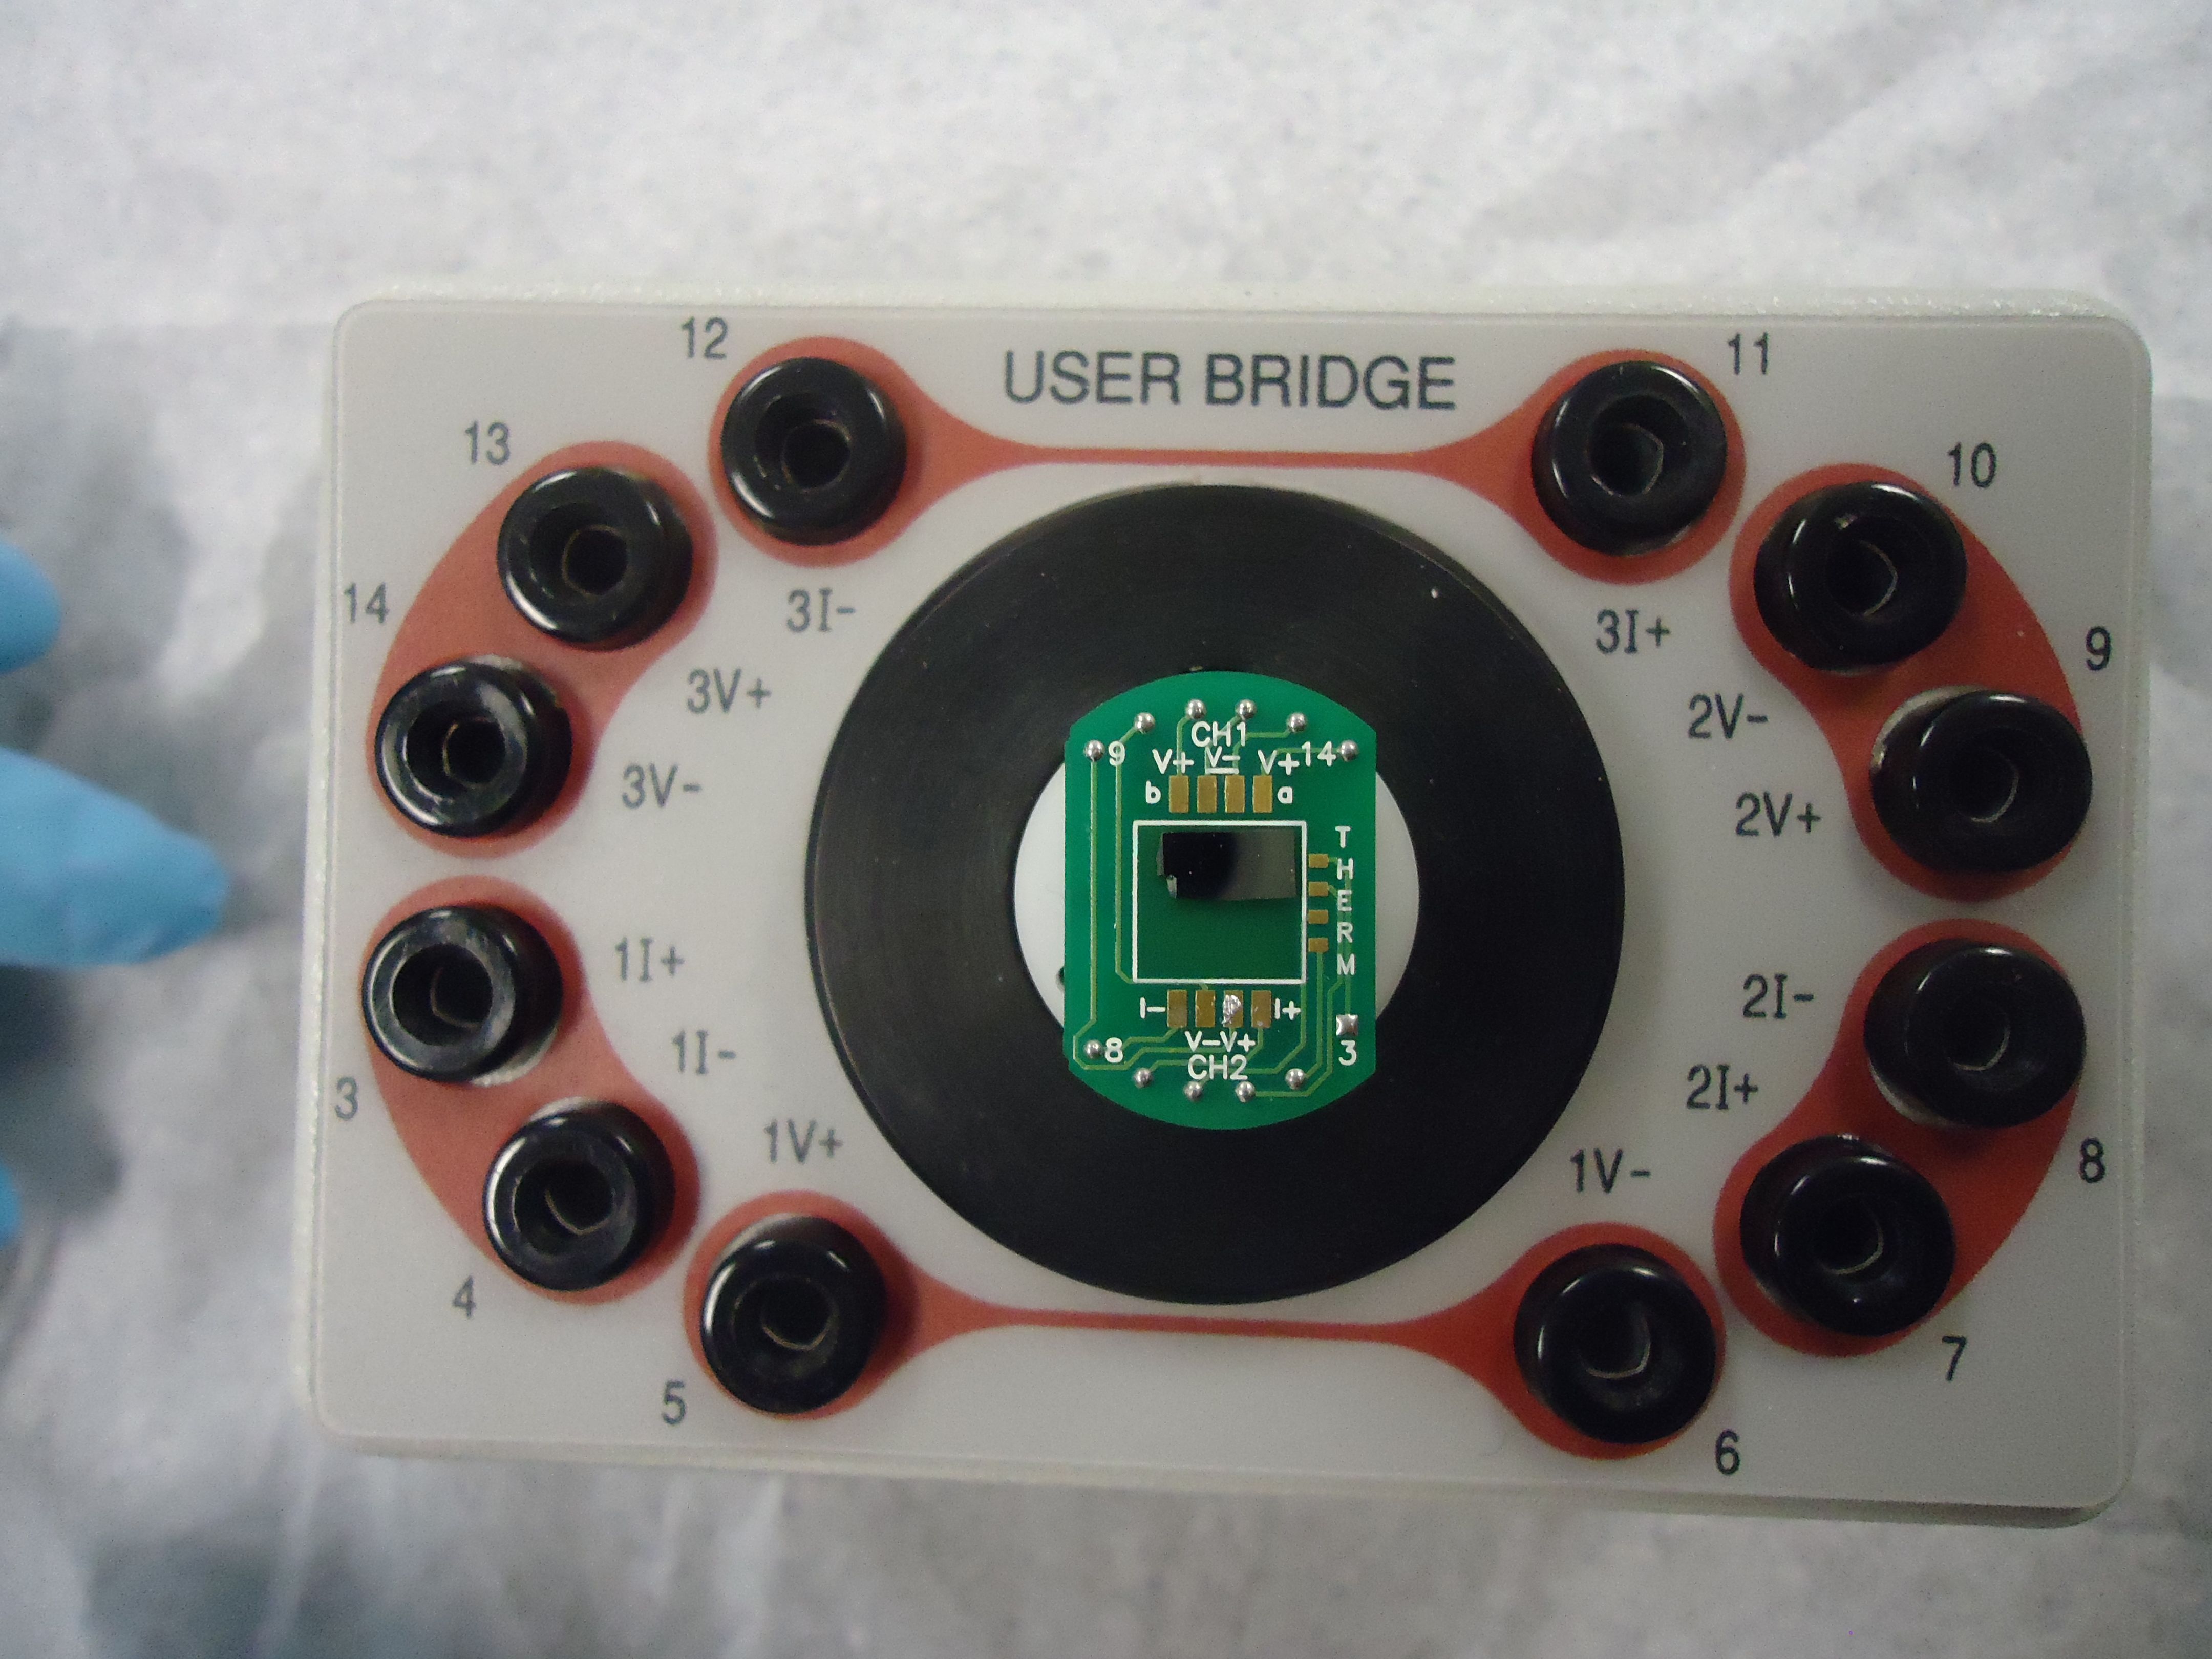 USER BRIDGE
12
11
13
10
14
9
3I-
3I+
3V+
2V-
3V-
2V+
CH1
9
V+ V- V+
14
b
a
THERM
I-
I+
V-V+
8
CH2
3
1I+
2I-
1I-
2I+
3
8
1V+
1V-
4
7
5
6